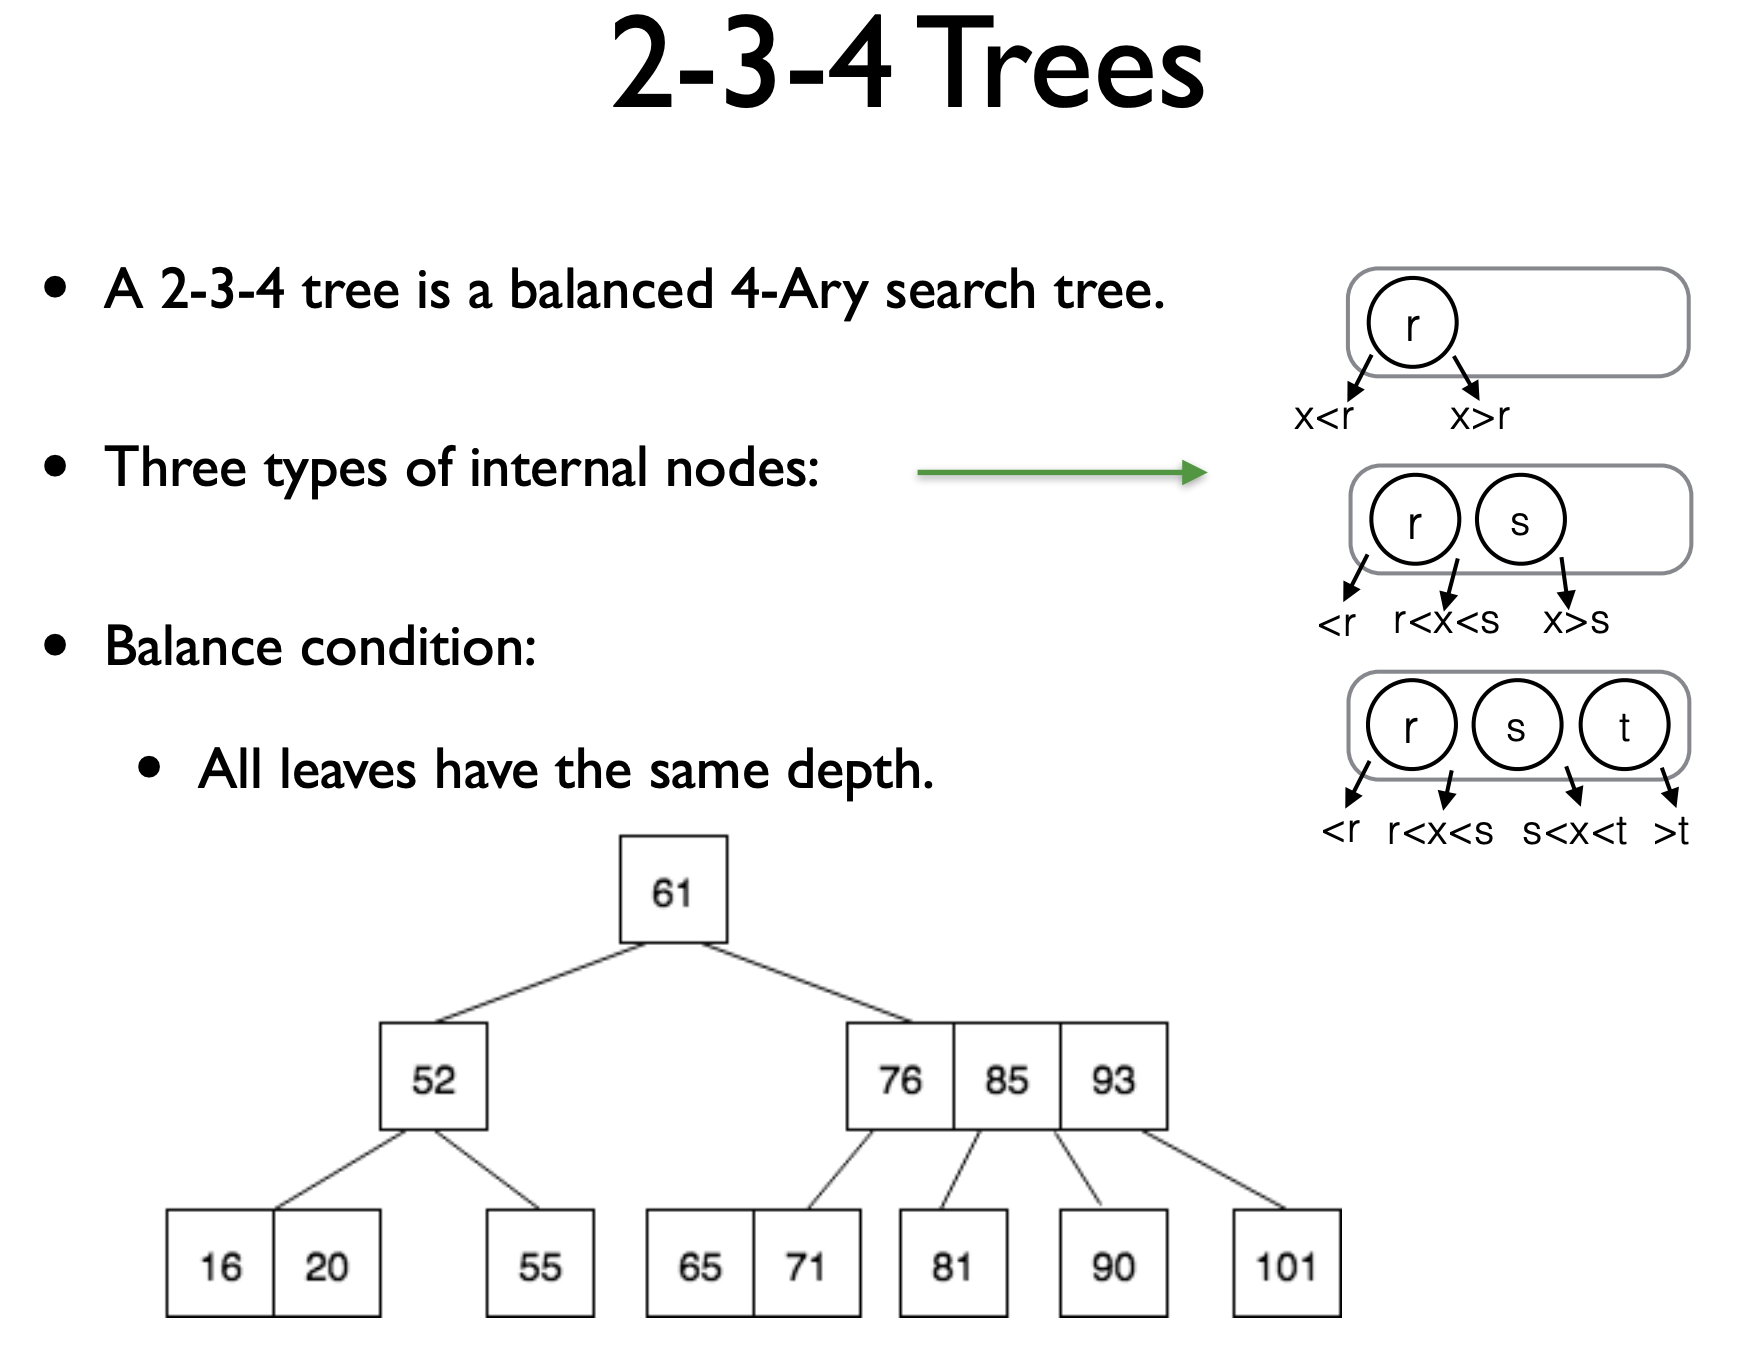 2-3-4 Trees
• A 2-3-4 tree is a balanced 4-Ary search tree.
• Three types of internal nodes:
• Balance condition:
• All leaves have the same depth.
r
x<r x>r
r s
<r r<x<s x>s
r s t
<r r<x<s s<x<t >t
61
52 76 85 93
16 20 55 65 71 81 90 101